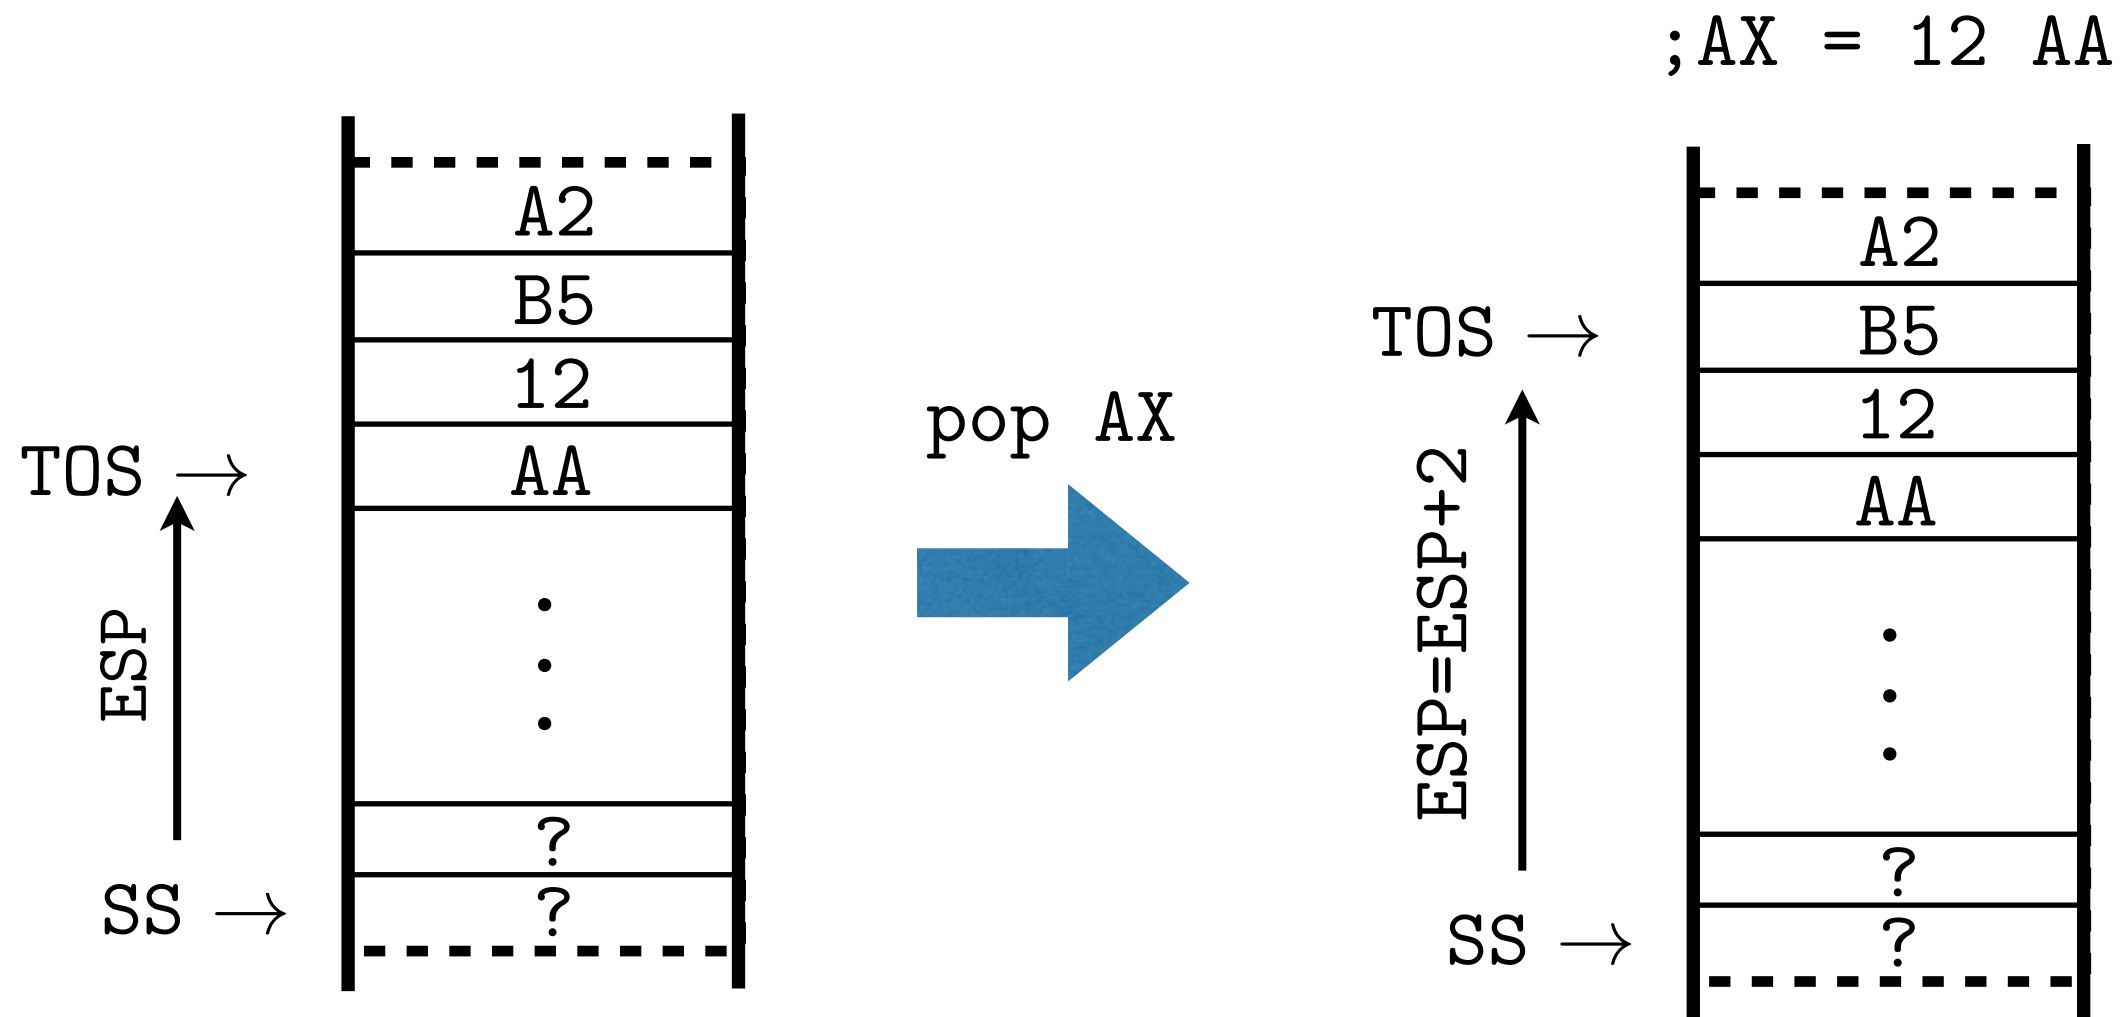 ;AX = 12 AA
A2
B5
12
TOS → AA
ESP
?
SS → ?
pop AX
A2
TOS → B5
12
AA
ESP=ESP+2
?
SS → ?